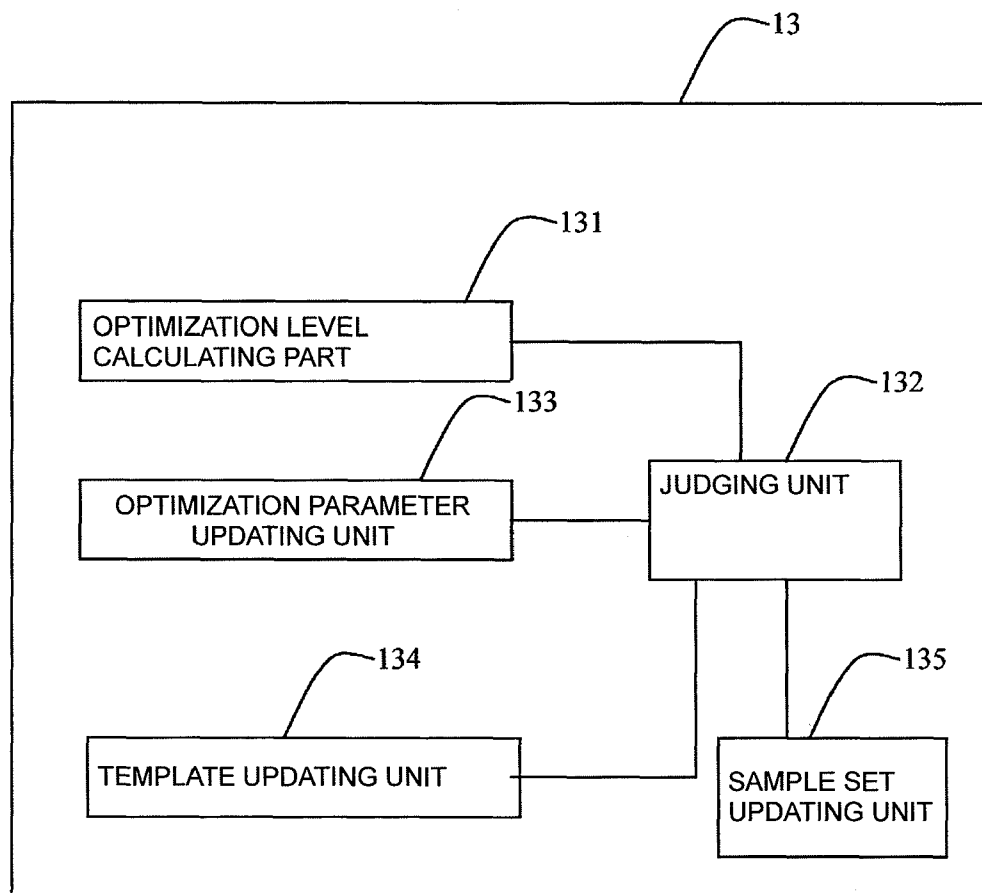 13
131
OPTIMIZATION LEVEL
CALCULATING PART
132
133
JUDGING UNIT
OPTIMIZATION PARAMETER
UPDATING UNIT
134
135
TEMPLATE UPDATING UNIT
SAMPLE SET
UPDATING UNIT